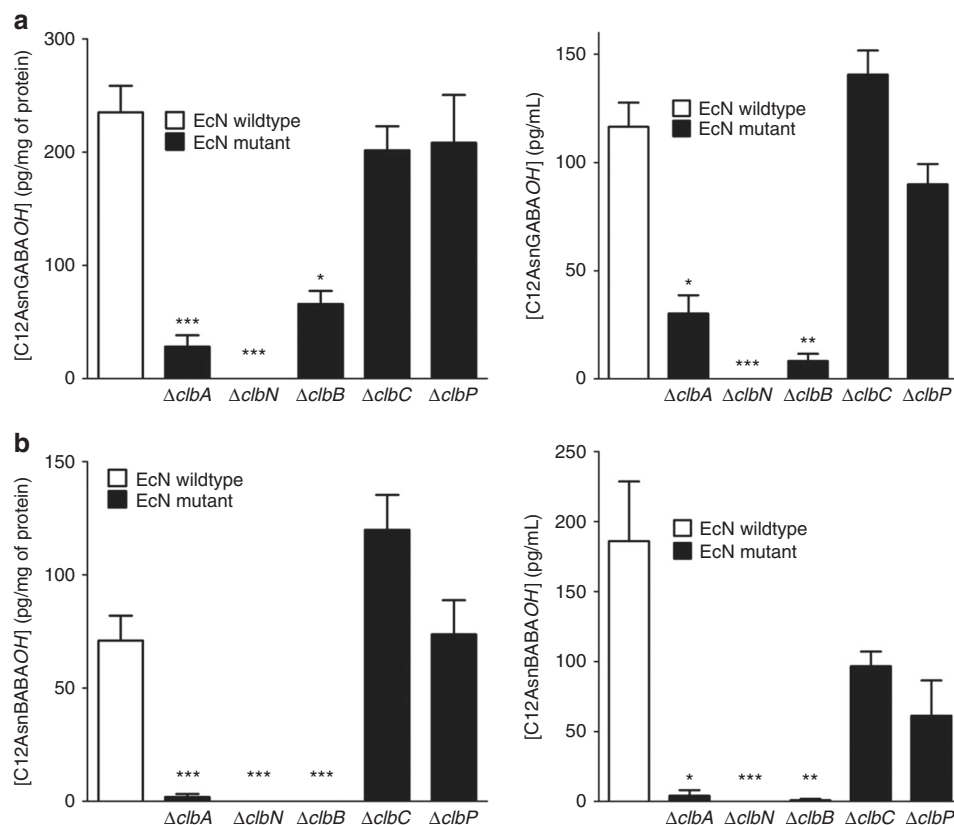 a
[C12AsnGABAOH] (pg/mg of protein)
300
200
100
0
EcN wildtype
EcN mutant
***
***
*
ΔclbA ΔclbN ΔclbB ΔclbC ΔclbP
[C12AsnGABAOH] (pg/mL)
150
100
50
0
EcN wildtype
EcN mutant
*
***
**
ΔclbA ΔclbN ΔclbB ΔclbC ΔclbP
b
[C12AsnBABAOH] (pg/mg of protein)
150
100
50
0
EcN wildtype
EcN mutant
***
***
***
ΔclbA ΔclbN ΔclbB ΔclbC ΔclbP
[C12AsnBABAOH] (pg/mL)
250
200
150
100
50
0
EcN wildtype
EcN mutant
*
***
**
ΔclbA ΔclbN ΔclbB ΔclbC ΔclbP